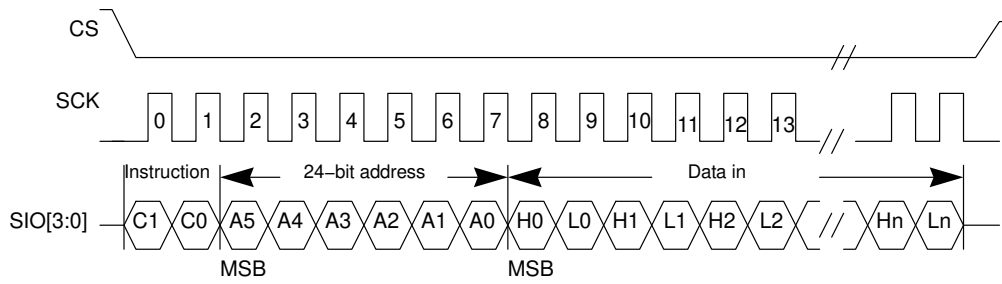 CS
SCK
0 1 2 3 4 5 6 7 8 9 10 11 12 13
Instruction 24−bit address Data in
SIO[3:0] C1 C0 A5 A4 A3 A2 A1 A0 H0 L0 H1 L1 H2 L2 Hn Ln
MSB MSB